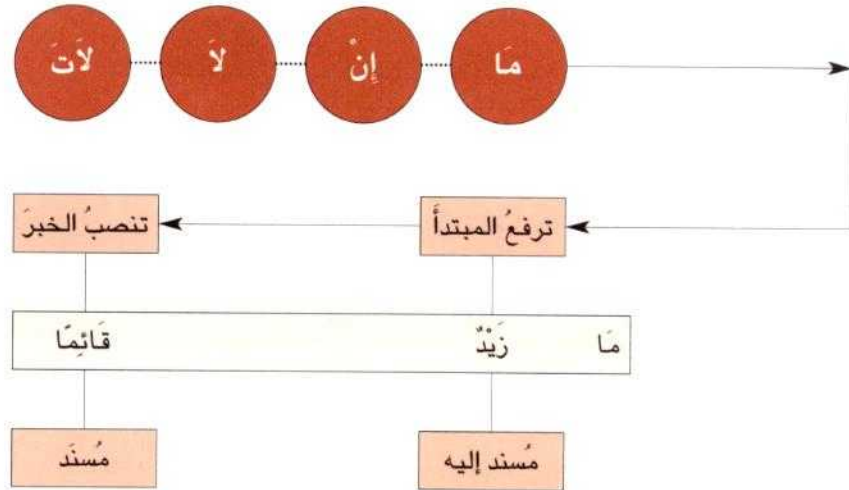 مَا إِنْ لاَ لاَتَ
ترفعُ المبتدأَ تنصبُ الخبرَ
مَا زَيْدٌ قَائِمًا
مُسند إليه مُسنَد